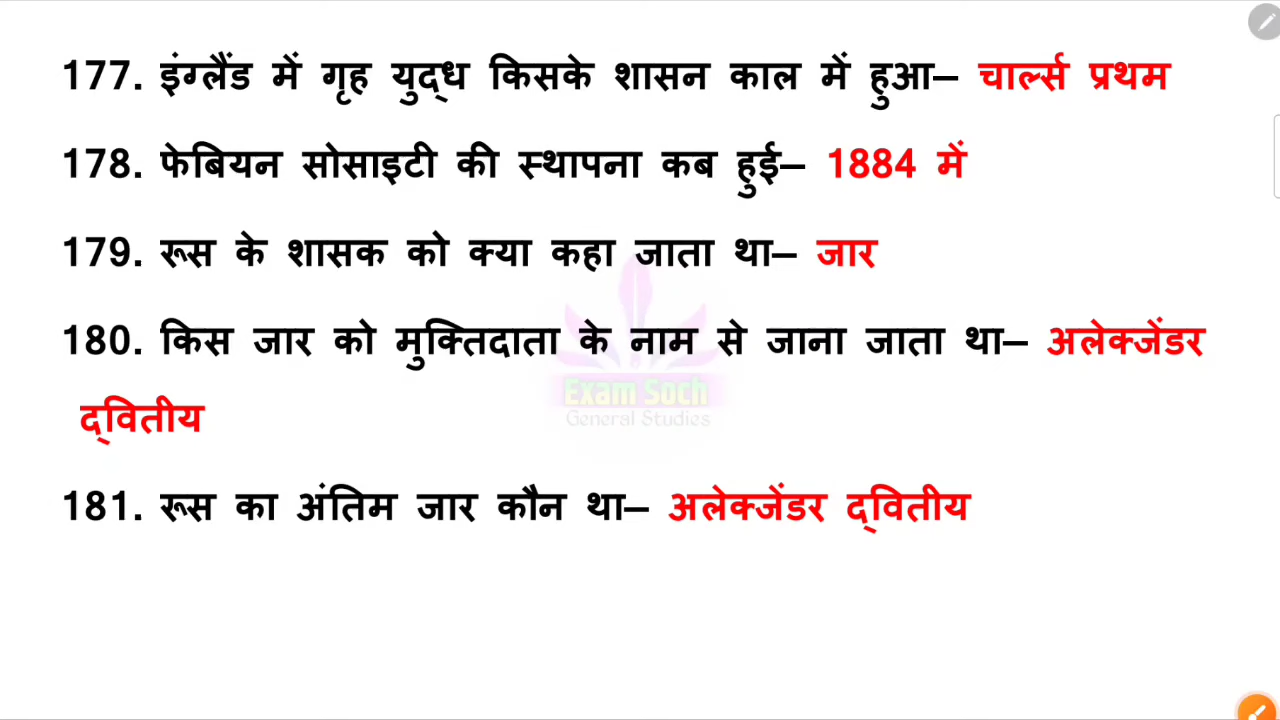 177. इंग्लैंड में गृह युद्ध किसके शासन काल में हुआ– चार्ल्स प्रथम
178. फेबियन सोसाइटी की स्थापना कब हुई– 1884 में
179. रूस के शासक को क्या कहा जाता था– जार
180. किस जार को मुक्तिदाता के नाम से जाना जाता था– अलेक्जेंडर
द्वितीय
Exam Soch
General Studies
181. रूस का अंतिम जार कौन था– अलेक्जेंडर द्वितीय